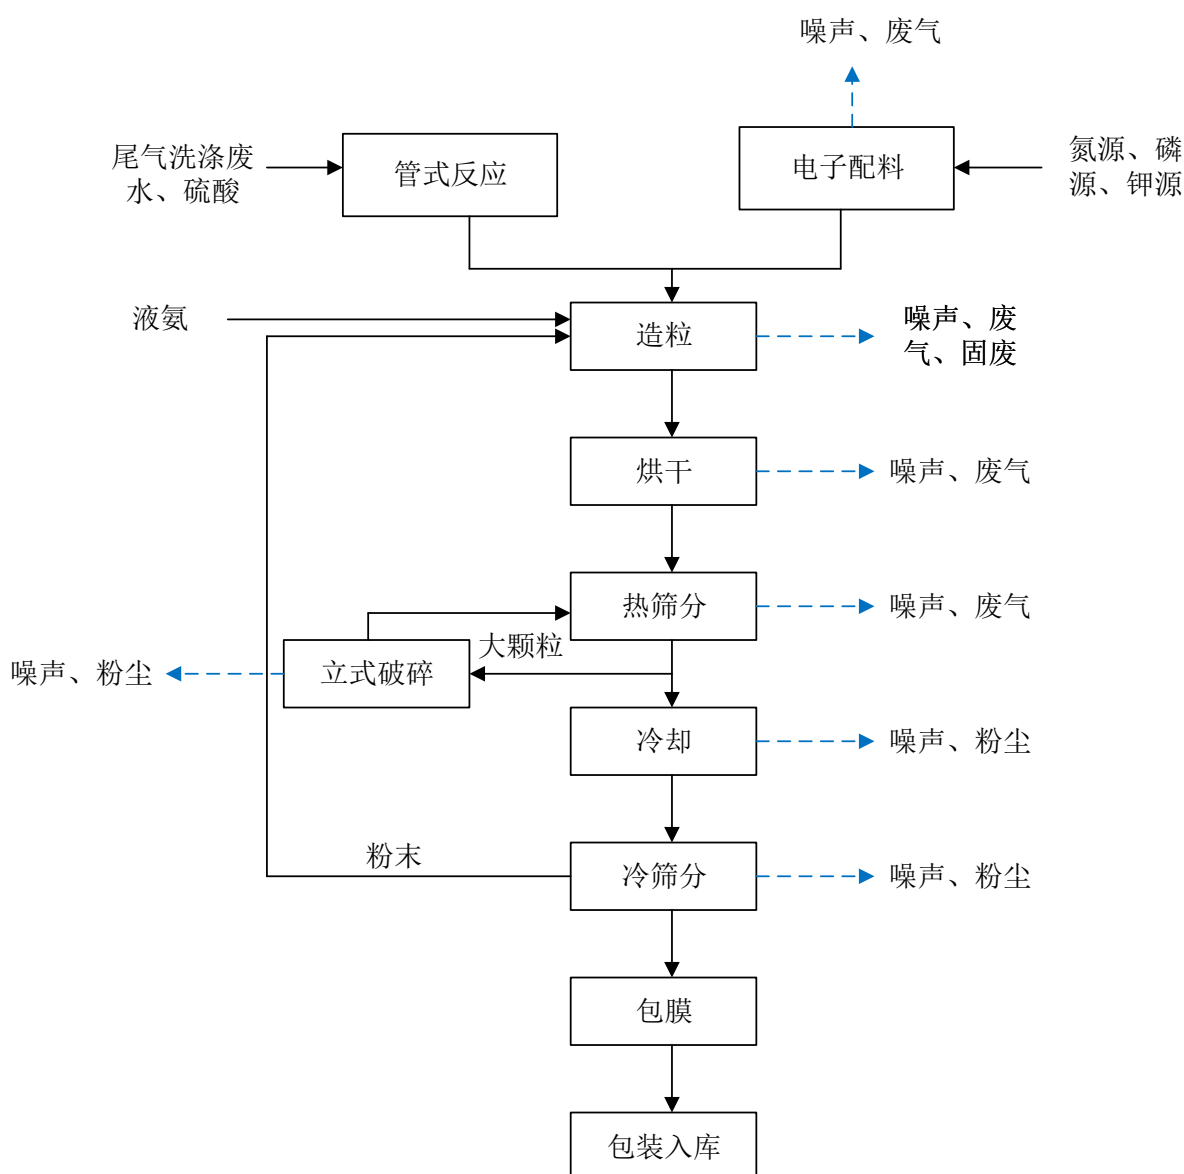 噪声、废气
尾气洗涤废
水、硫酸
管式反应
电子配料
氮源、磷
源、钾源
液氨
造粒
噪声、废
气、固废
烘干
噪声、废气
热筛分
噪声、废气
大颗粒
噪声、粉尘
立式破碎
冷却
噪声、粉尘
粉末
冷筛分
噪声、粉尘
包膜
包装入库